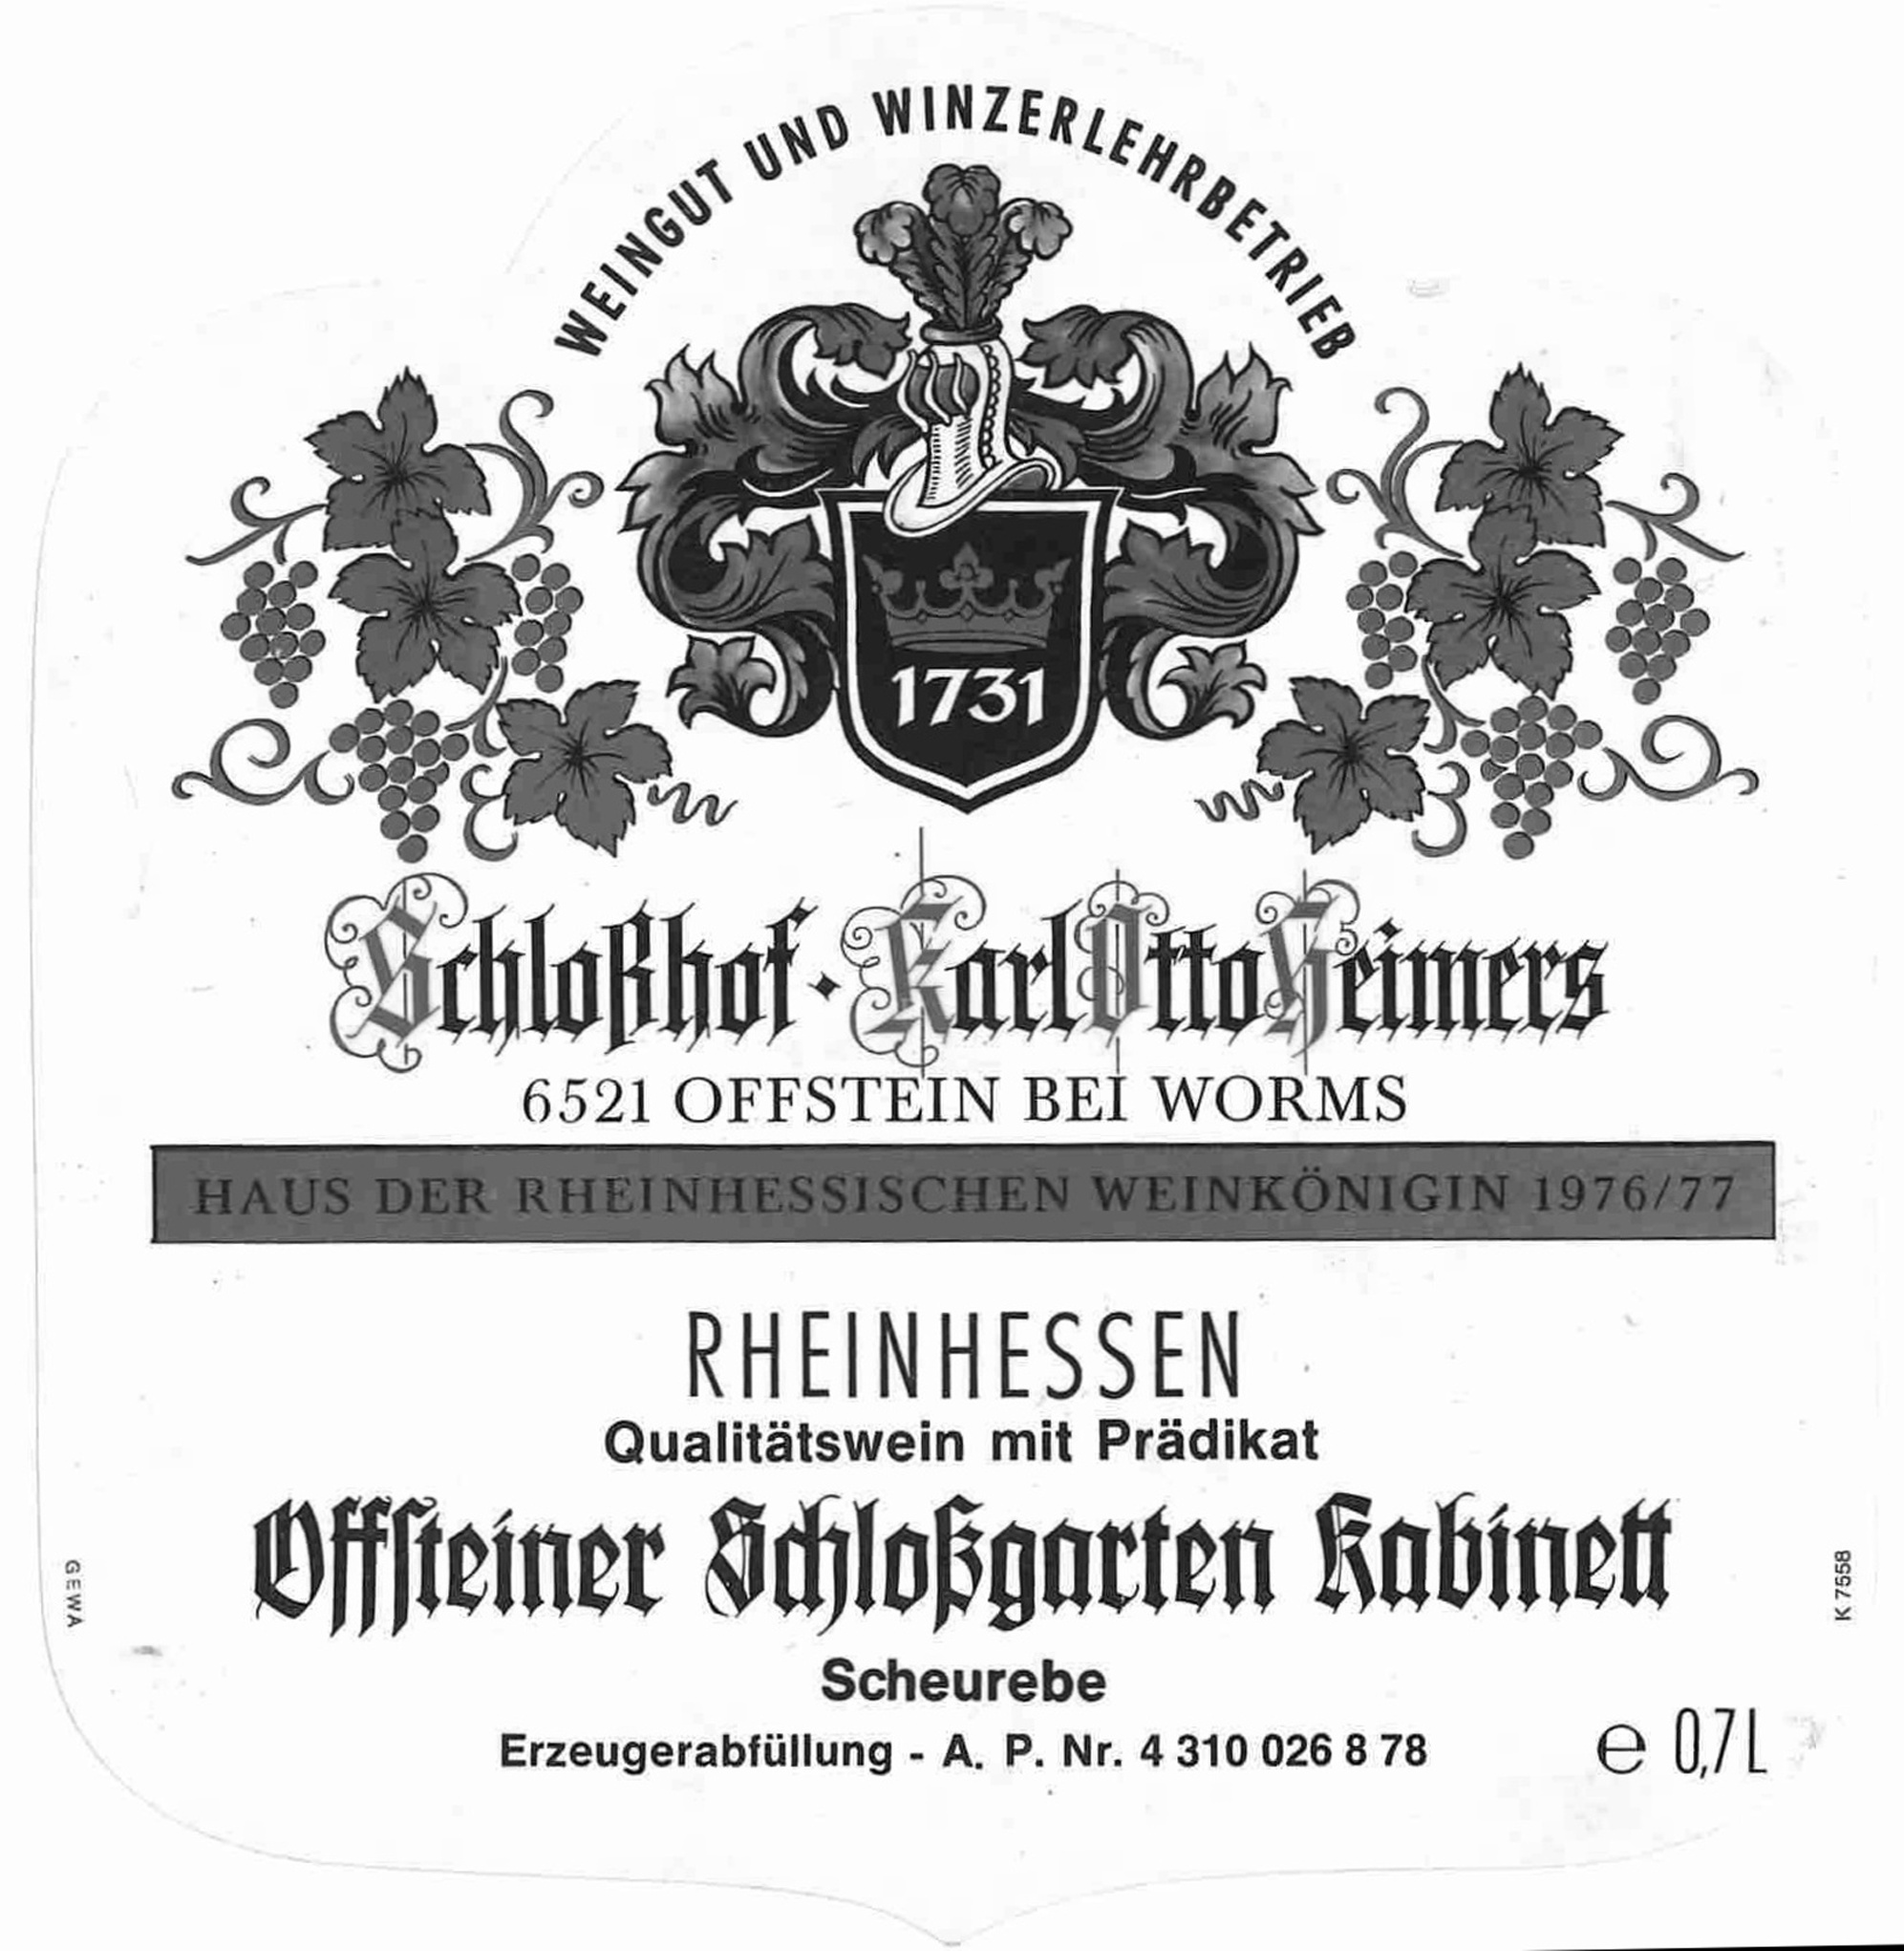 WEINGUT UND WINZERLEHRBETRIEB
1731
Schloßhof · Karl Otto Heimers
6521 OFFSTEIN BEI WORMS
HAUS DER RHEINHESSISCHEN WEINKÖNIGIN 1976/77
RHEINHESSEN
Qualitätswein mit Prädikat
Offsteiner Schloßgarten Kabinett
Scheurebe
Erzeugerabfüllung - A. P. Nr. 4 310 026 8 78
e 0,7 L
GEWA
K 7558